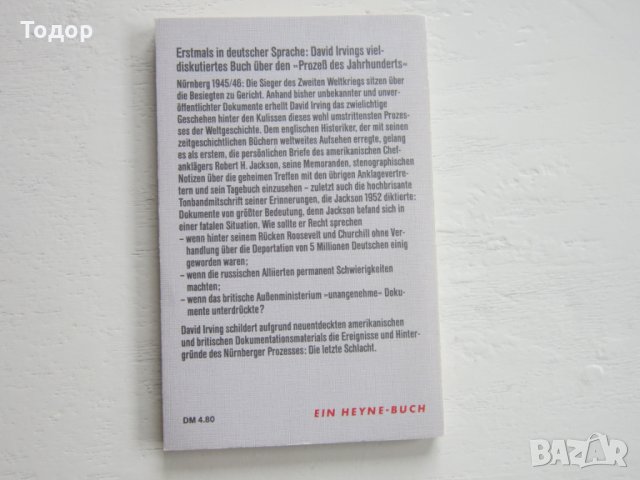 Тодор
Erstmals in deutscher Sprache: David Irvings viel-
diskutiertes Buch über den »Prozeß des Jahrhunderts«
Nürnberg 1945/46: Die Sieger des Zweiten Weltkriegs sitzen über
die Besiegten zu Gericht. Anhand bisher unbekannter und unver-
öffentlichter Dokumente erhellt David Irving das zwielichtige
Geschehen hinter den Kulissen dieses wohl umstrittensten Prozes-
ses der Weltgeschichte. Dem englischen Historiker, der mit seinen
zeitgeschichtlichen Büchern weltweites Aufsehen erregte, gelang
es als erstem, die persönlichen Briefe des amerikanischen Chef-
anklägers Robert H. Jackson, seine Memoranden, stenographischen
Notizen über die geheimen Treffen mit den übrigen Anklagevertre-
tern und sein Tagebuch einzusehen – zuletzt auch die hochbrisante
Tonbandmitschrift seiner Erinnerungen, die Jackson 1952 diktierte:
Dokumente von größter Bedeutung, denn Jackson befand sich in
einer fatalen Situation. Wie sollte er Recht sprechen
– wenn hinter seinem Rücken Roosevelt und Churchill ohne Ver-
handlung über die Deportation von 5 Millionen Deutschen einig
geworden waren;
– wenn die russischen Alliierten permanent Schwierigkeiten
machten;
– wenn das britische Außenministerium »unangenehme« Doku-
mente unterdrückte?
David Irving schildert aufgrund neuentdeckten amerikanischen
und britischen Dokumentationsmaterials die Ereignisse und Hinter-
gründe des Nürnberger Prozesses: Die letzte Schlacht.
DM 4.80
EIN HEYNE-BUCH
BAZAR